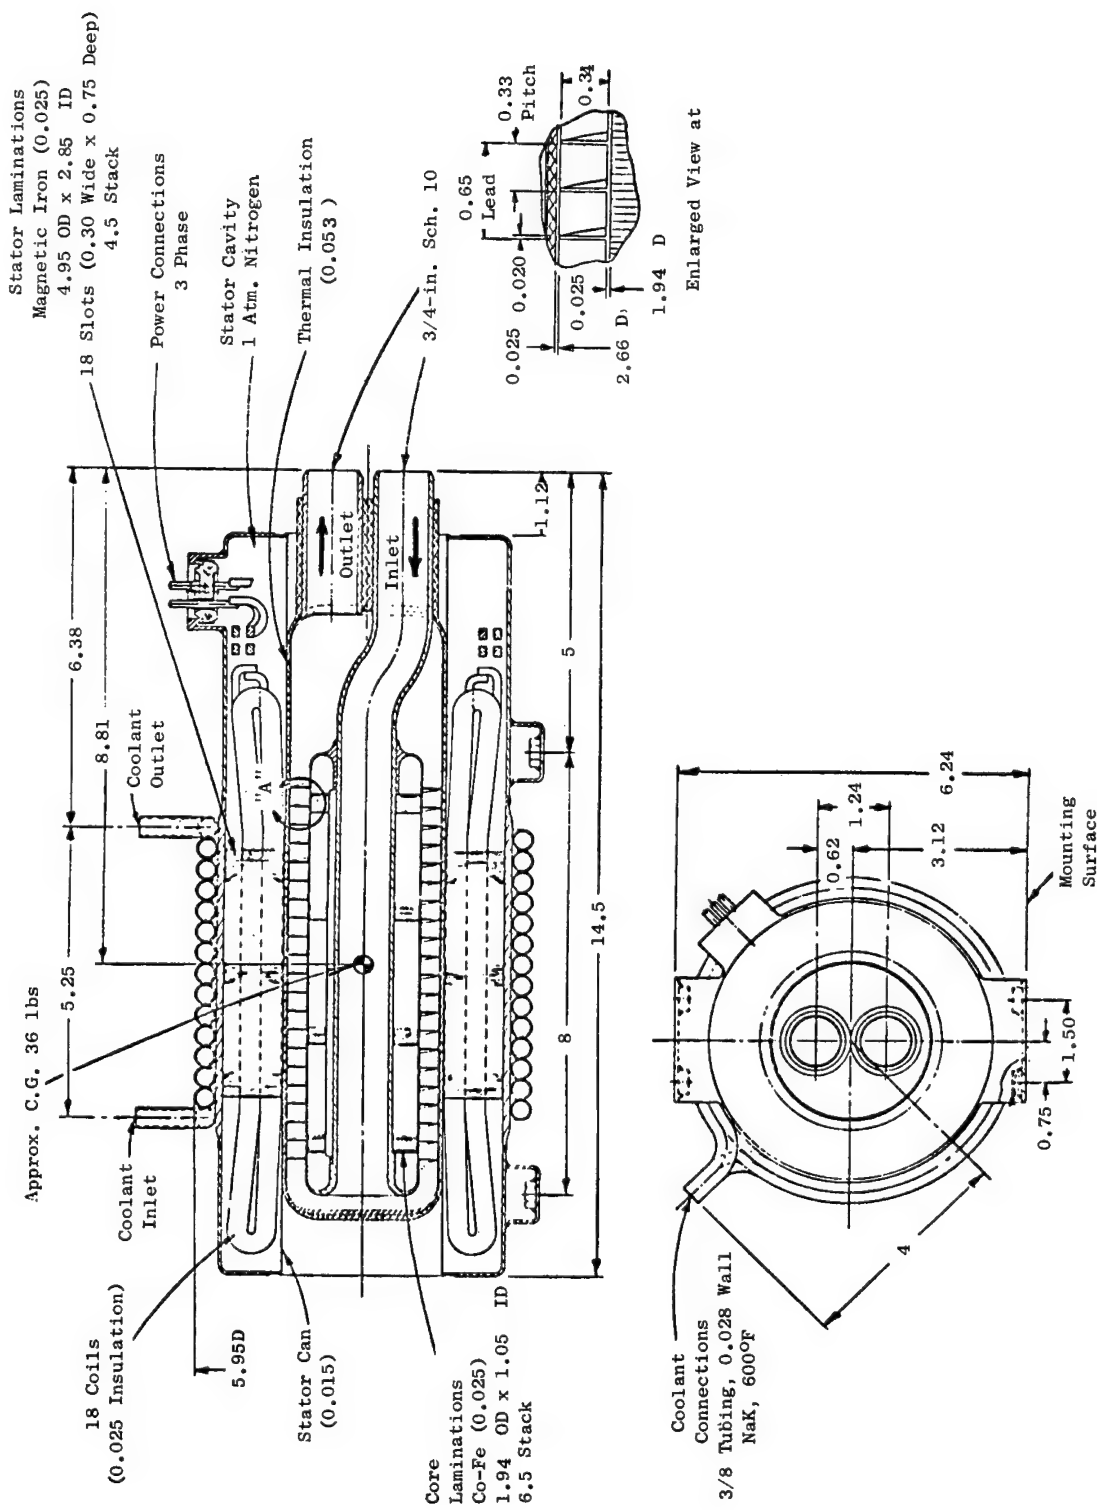 Stator Laminations
Magnetic Iron (0.025)
4.95 OD x 2.85 ID
18 Slots (0.30 Wide x 0.75 Deep)
4.5 Stack
Power Connections
3 Phase
Stator Cavity
1 Atm. Nitrogen
Thermal Insulation
(0.053)
3/4-in. Sch. 10
Approx. C.G. 36 lbs
6.38
8.81
5.25
Coolant
Outlet
Coolant
Inlet
5.95D
18 Coils
(0.025 Insulation)
Stator Can
(0.015)
Core
Laminations
Co-Fe (0.025)
1.94 OD x 1.05 ID
6.5 Stack
"A"
Outlet
Inlet
1.12
5
8
14.5
0.33
Pitch
0.34
0.65
Lead
0.020
0.025
0.025
2.66 D
1.94 D
Enlarged View at
6.24
1.24
0.62
3.12
Mounting
Surface
1.50
0.75
4
Coolant
Connections
3/8 Tubing, 0.028 Wall
NaK, 600°F